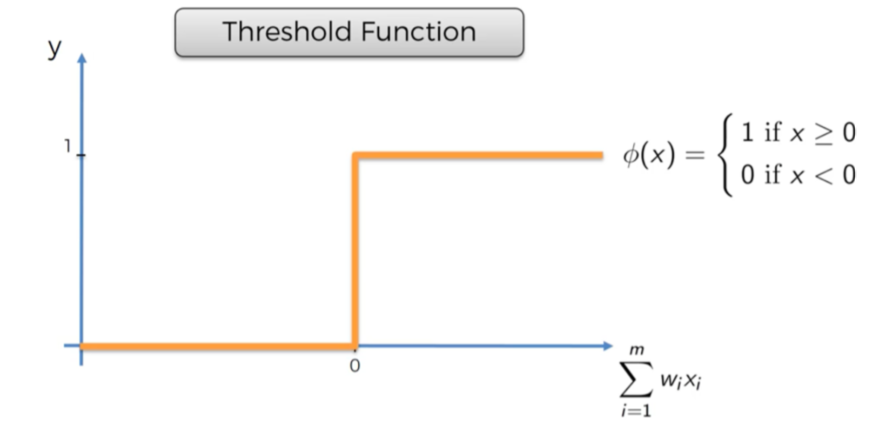 Threshold Function
y
1
ϕ(x) = { 1 if x ≥ 0
0 if x < 0
0
m
∑ wᵢxᵢ
i=1